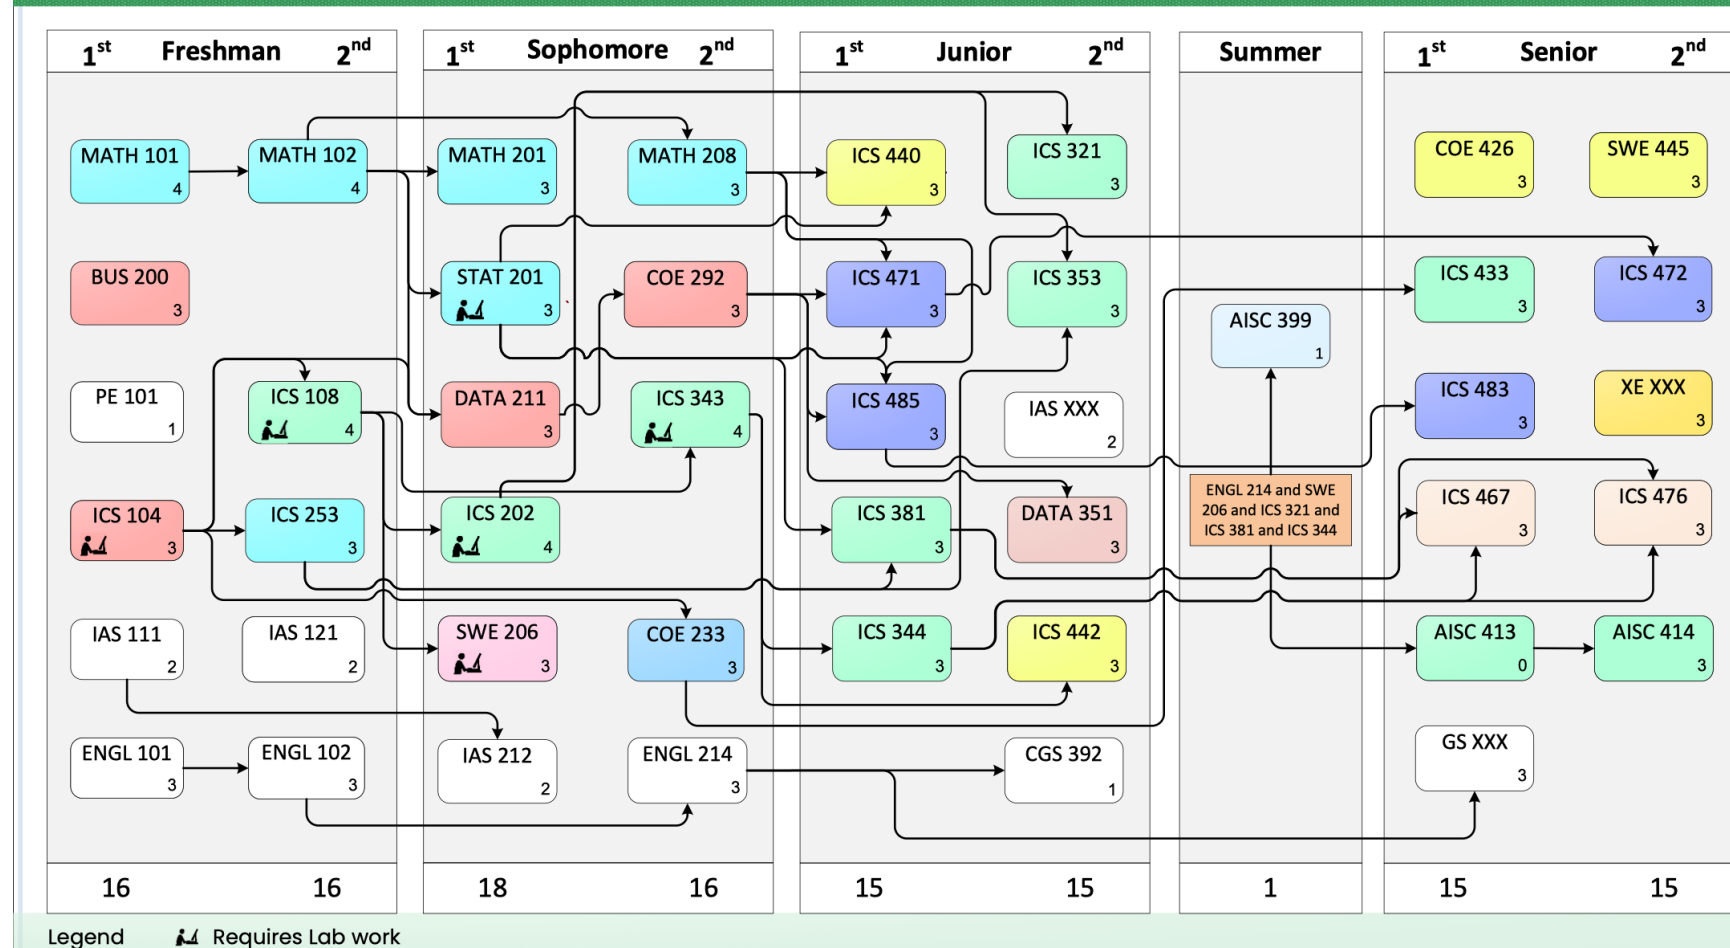 1st Freshman 2nd
1st Sophomore 2nd
1st Junior 2nd
Summer
1st Senior 2nd
MATH 101
4
MATH 102
4
MATH 201
3
MATH 208
3
ICS 440
3
ICS 321
3
COE 426
3
SWE 445
3
BUS 200
3
STAT 201
3
COE 292
3
ICS 471
3
ICS 353
3
AISC 399
1
ICS 433
3
ICS 472
3
PE 101
1
ICS 108
4
DATA 211
3
ICS 343
4
ICS 485
3
IAS XXX
2
ICS 483
3
XE XXX
3
ICS 104
3
ICS 253
3
ICS 202
4
ICS 381
3
DATA 351
3
ENGL 214 and SWE
206 and ICS 321 and
ICS 381 and ICS 344
ICS 467
3
ICS 476
3
IAS 111
2
IAS 121
2
SWE 206
3
COE 233
3
ICS 344
3
ICS 442
3
AISC 413
0
AISC 414
3
ENGL 101
3
ENGL 102
3
IAS 212
2
ENGL 214
3
CGS 392
1
GS XXX
3
16 16 18 16 15 15 1 15 15
Legend Requires Lab work